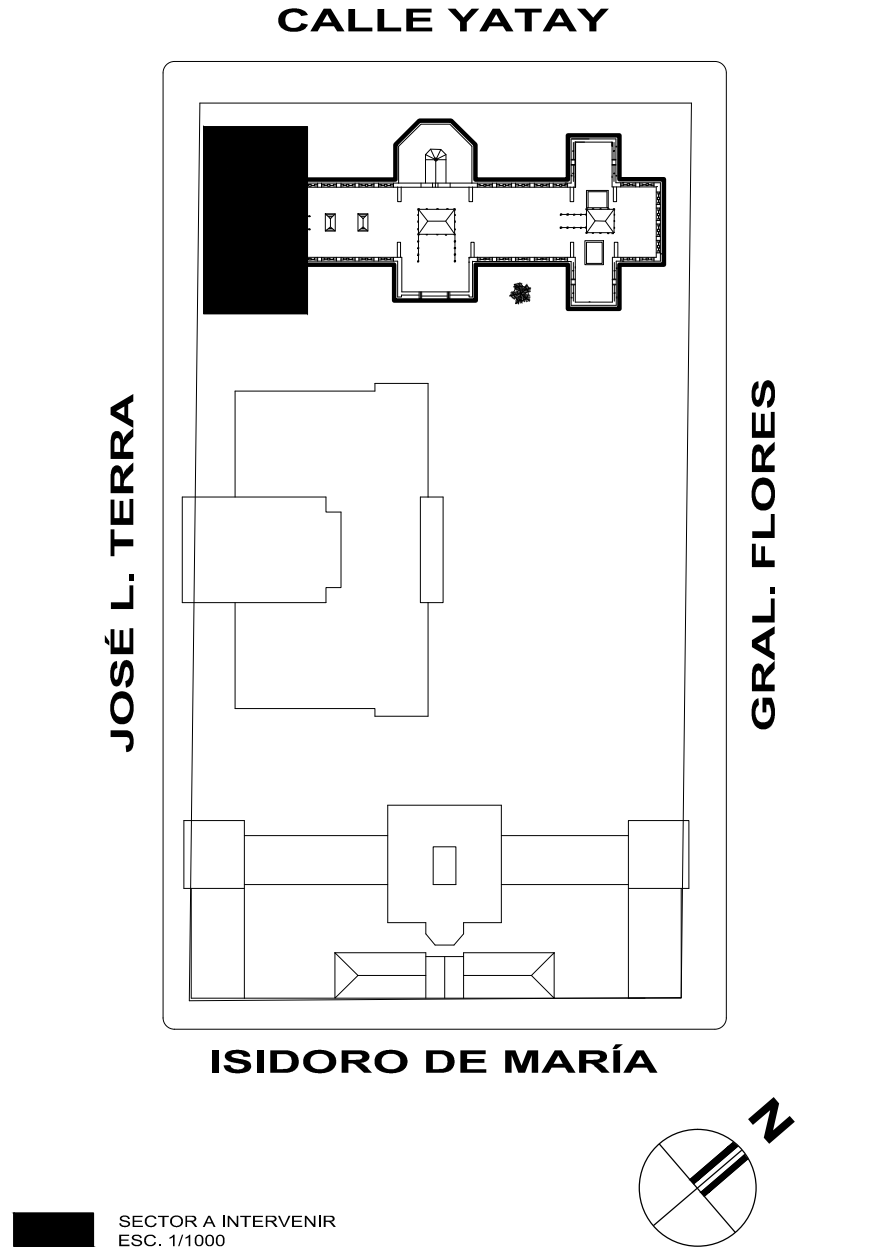 CALLE YATAY
JOSÉ L. TERRA
GRAL. FLORES
ISIDORO DE MARÍA
N
SECTOR A INTERVENIR
ESC. 1/1000